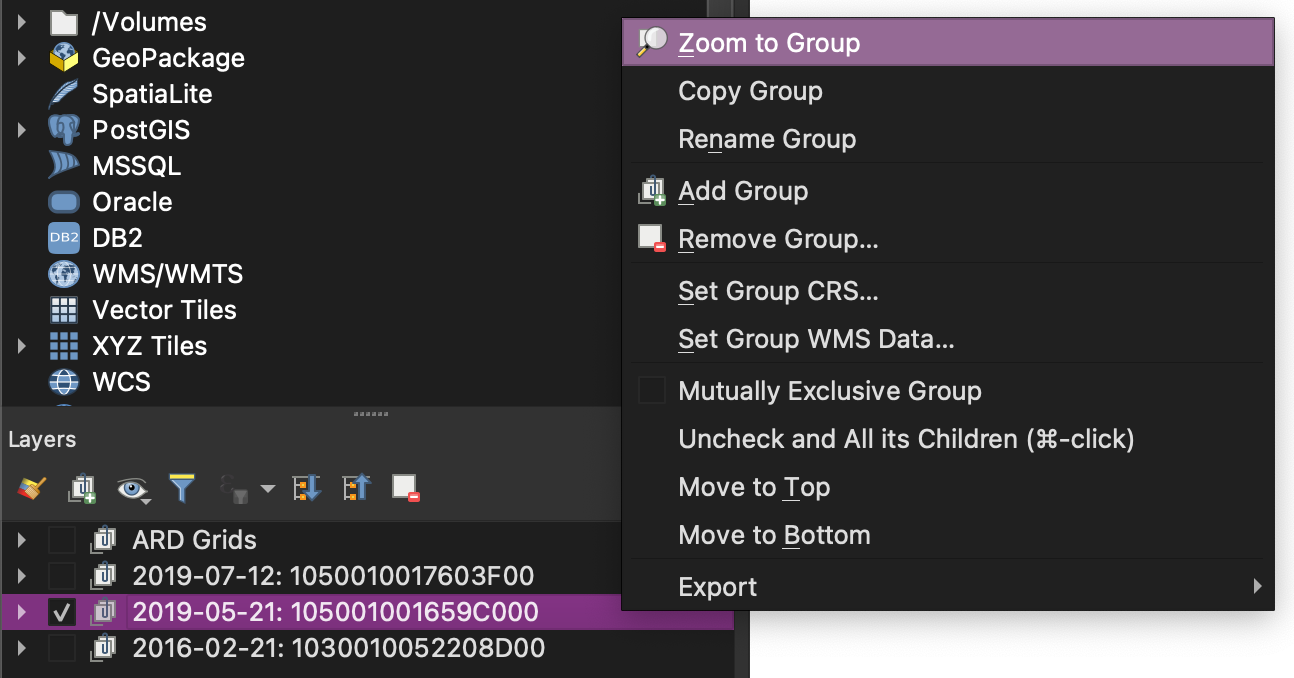 /Volumes
GeoPackage
SpatiaLite
PostGIS
MSSQL
Oracle
DB2 DB2
WMS/WMTS
Vector Tiles
XYZ Tiles
WCS
Layers
ARD Grids
2019-07-12: 1050010017603F00
2019-05-21: 105001001659C000
2016-02-21: 1030010052208D00
Zoom to Group
Copy Group
Rename Group
Add Group
Remove Group...
Set Group CRS...
Set Group WMS Data...
Mutually Exclusive Group
Uncheck and All its Children (⌘-click)
Move to Top
Move to Bottom
Export